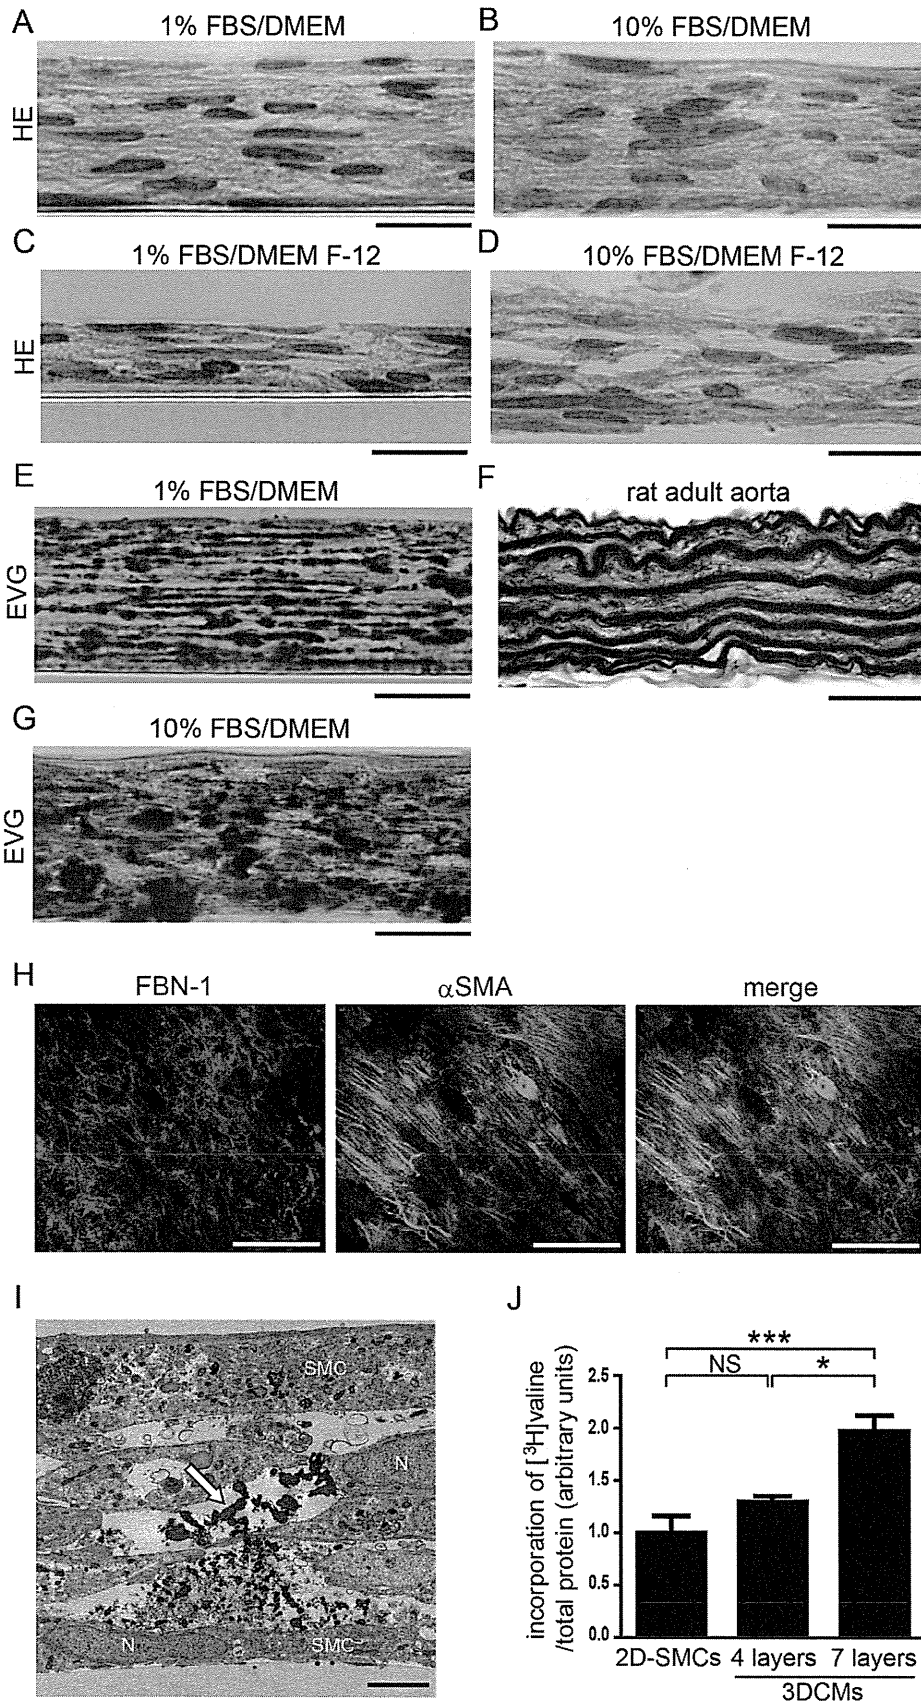 A
1% FBS/DMEM
HE
B
10% FBS/DMEM
C
1% FBS/DMEM F-12
HE
D
10% FBS/DMEM F-12
E
1% FBS/DMEM
EVG
F
rat adult aorta
G
10% FBS/DMEM
EVG
H
FBN-1
αSMA
merge
I
SMC
N
N
SMC
J
***
NS
*
incorporation of [³H]valine
/total protein (arbitrary units)
2.5
2.0
1.5
1.0
0.5
0.0
2D-SMCs
4 layers
7 layers
3DCMs